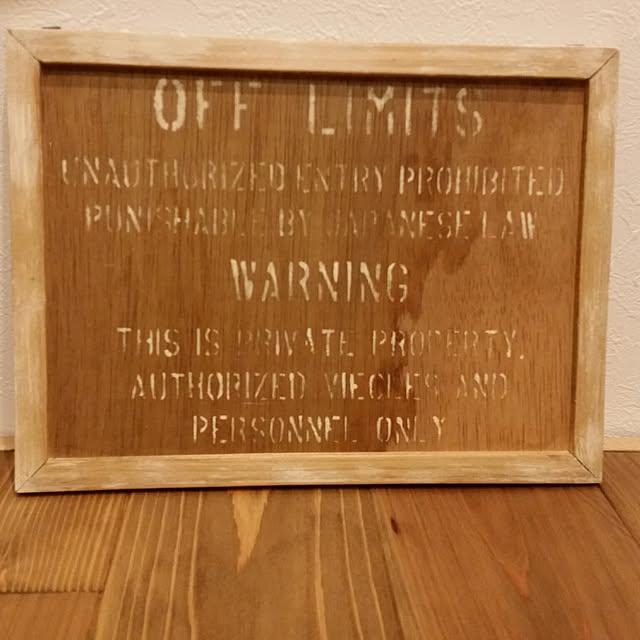 OFF LIMITS
UNAUTHORIZED ENTRY PROHIBITED
PUNISHABLE BY JAPANESE LAW
WARNING
THIS IS PRIVATE PROPERTY.
AUTHORIZED VIECLES AND
PERSONNEL ONLY